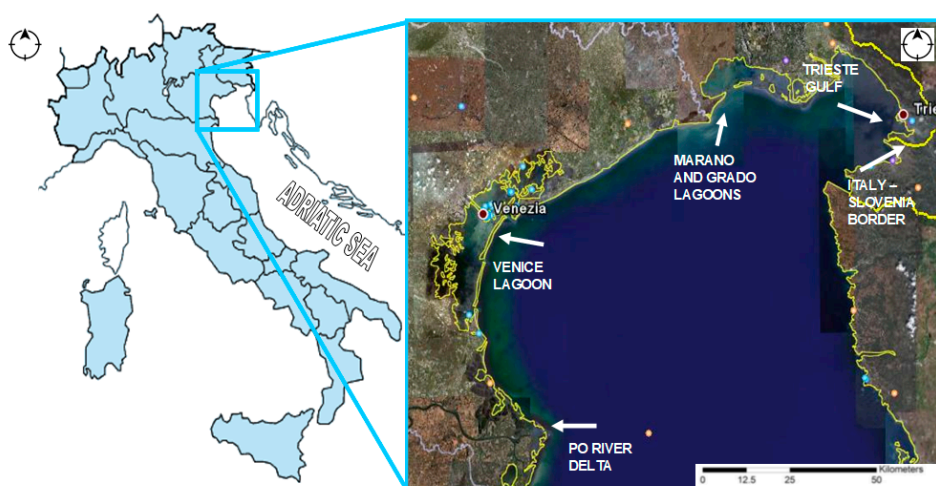 ADRIATIC SEA
TRIESTE
GULF
Trie
MARANO
AND GRADO
LAGOONS
ITALY –
SLOVENIA
BORDER
Venezia
VENICE
LAGOON
PO RIVER
DELTA
Kilometers
0 12.5 25 50